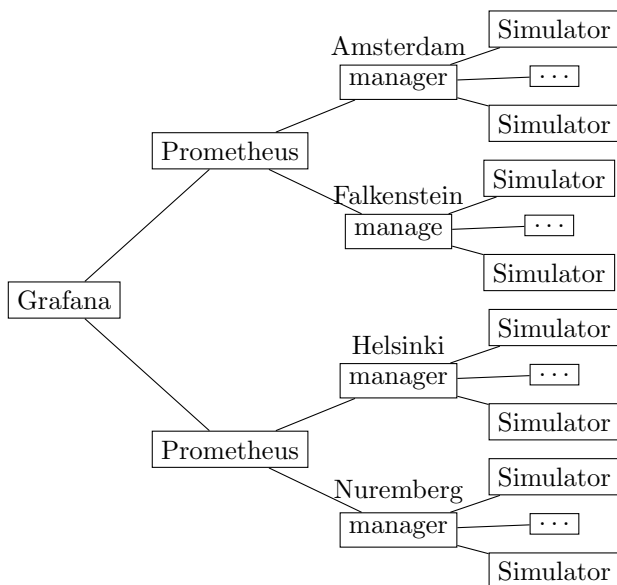 Simulator
Amsterdam
manager
. . .
Simulator
Prometheus
Simulator
Falkenstein
manage
. . .
Simulator
Grafana
Simulator
Helsinki
manager
. . .
Simulator
Prometheus
Simulator
Nuremberg
manager
. . .
Simulator